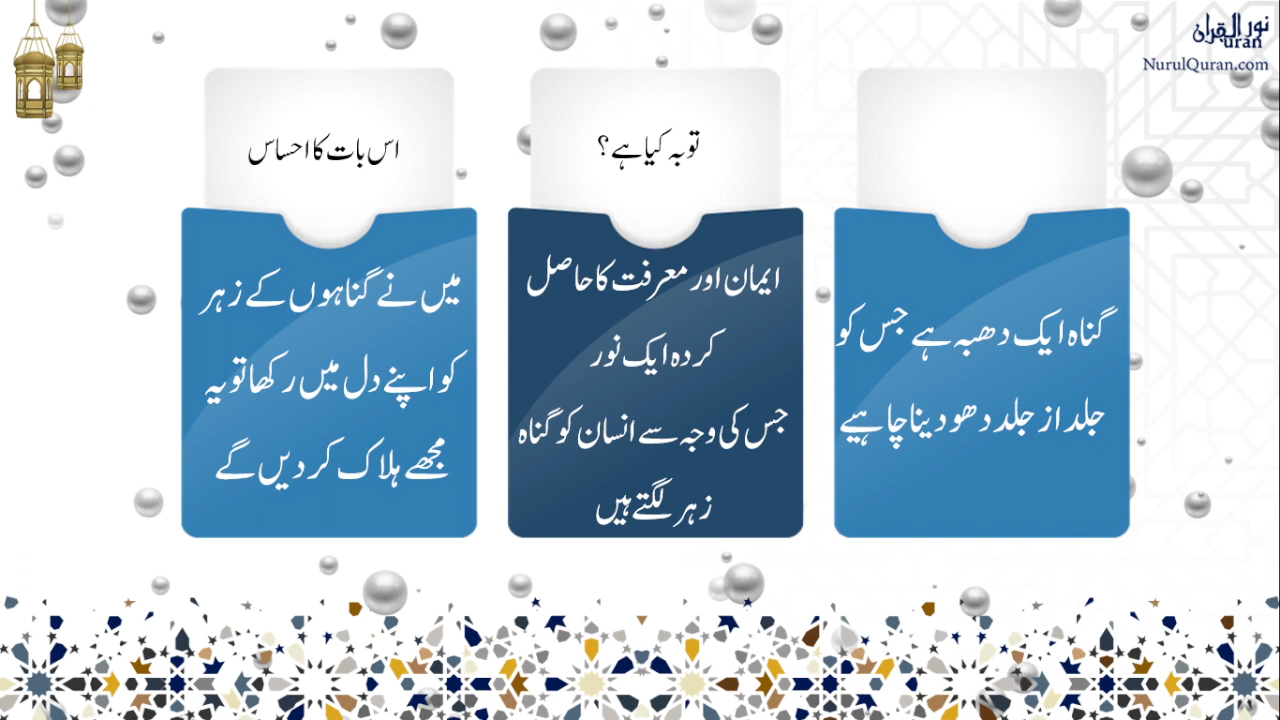 نور القرآن
uran
NurulQuran.com
گناہ ایک دھبہ ہے جس کو
جلد از جلد دھو دینا چاہیے
توبہ کیا ہے؟
ایمان اور معرفت کا حاصل
کردہ ایک نور
جس کی وجہ سے انسان کو گناہ
زہر لگتے ہیں
اس بات کا احساس
میں نے گناہوں کے زہر
کو اپنے دل میں رکھا تو یہ
مجھے ہلاک کر دیں گے